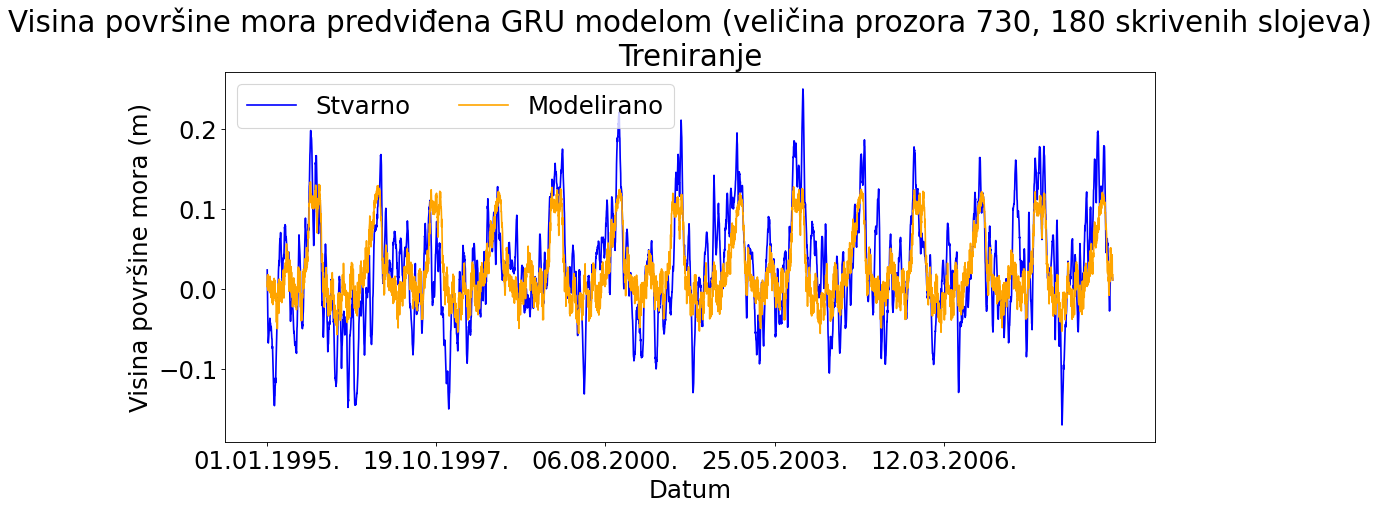 Visina površine mora predviđena GRU modelom (veličina prozora 730, 180 skrivenih slojeva)
Treniranje
Stvarno Modelirano
Visina površine mora (m)
0.2
0.1
0.0
−0.1
01.01.1995. 19.10.1997. 06.08.2000. 25.05.2003. 12.03.2006.
Datum